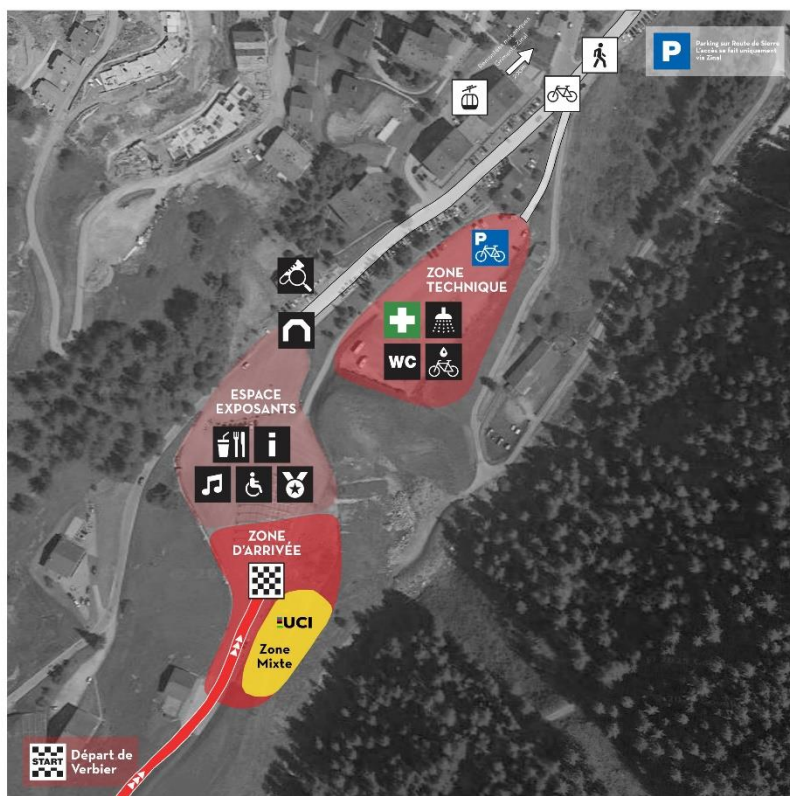 P
Parking sur Route de Sierre
L'accès se fait uniquement
via Zinal
P
ZONE
TECHNIQUE
WC
ESPACE
EXPOSANTS
i
ZONE
D'ARRIVÉE
UCI
Zone
Mixte
START
Départ de
Verbier